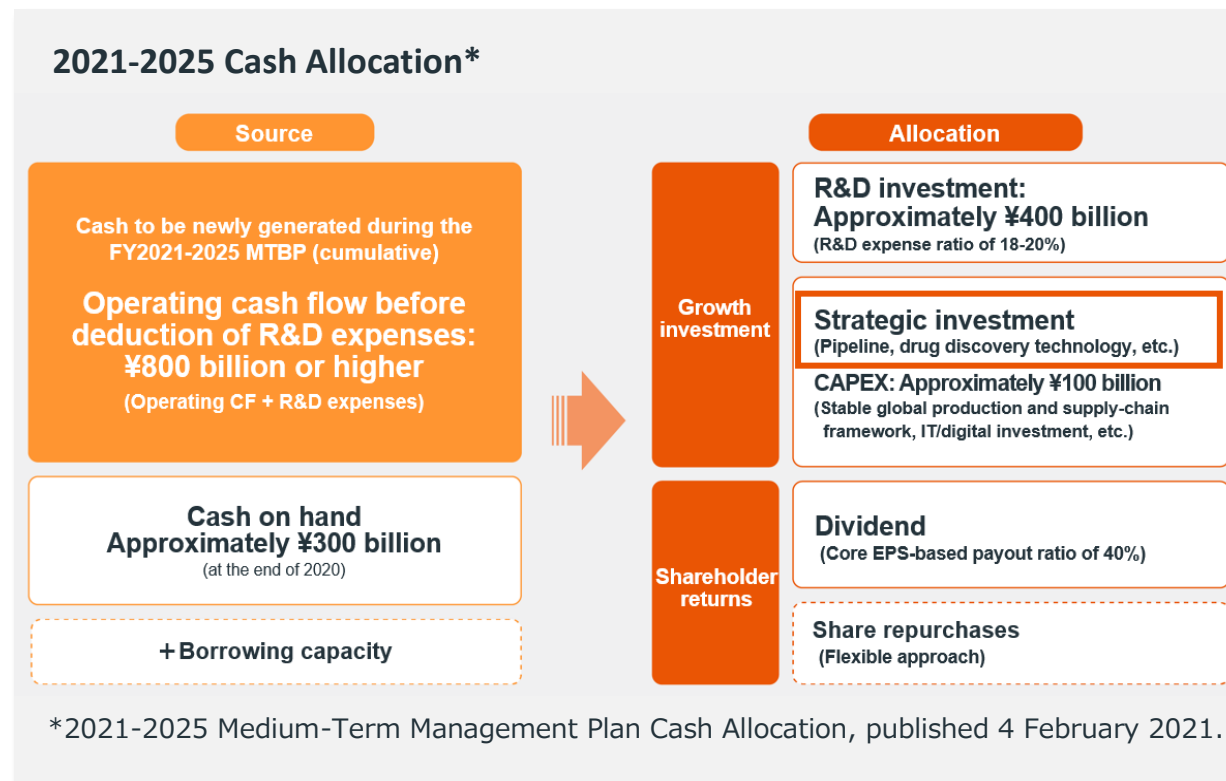 2021-2025 Cash Allocation*
Source
Cash to be newly generated during the
FY2021-2025 MTBP (cumulative)
Operating cash flow before
deduction of R&D expenses:
¥800 billion or higher
(Operating CF + R&D expenses)
Cash on hand
Approximately ¥300 billion
(at the end of 2020)
+Borrowing capacity
Allocation
Growth
investment
R&D investment:
Approximately ¥400 billion
(R&D expense ratio of 18-20%)
Strategic investment
(Pipeline, drug discovery technology, etc.)
CAPEX: Approximately ¥100 billion
(Stable global production and supply-chain
framework, IT/digital investment, etc.)
Shareholder
returns
Dividend
(Core EPS-based payout ratio of 40%)
Share repurchases
(Flexible approach)
*2021-2025 Medium-Term Management Plan Cash Allocation, published 4 February 2021.